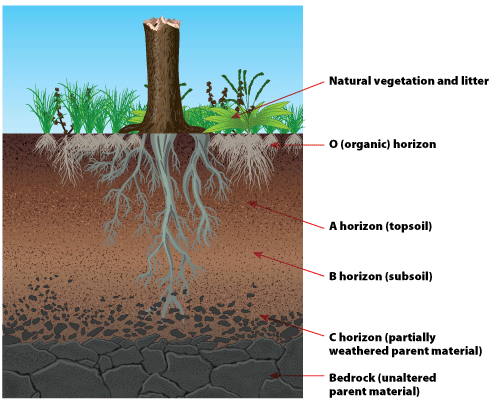 Natural vegetation and litter
O (organic) horizon
A horizon (topsoil)
B horizon (subsoil)
C horizon (partially
weathered parent material)
Bedrock (unaltered
parent material)